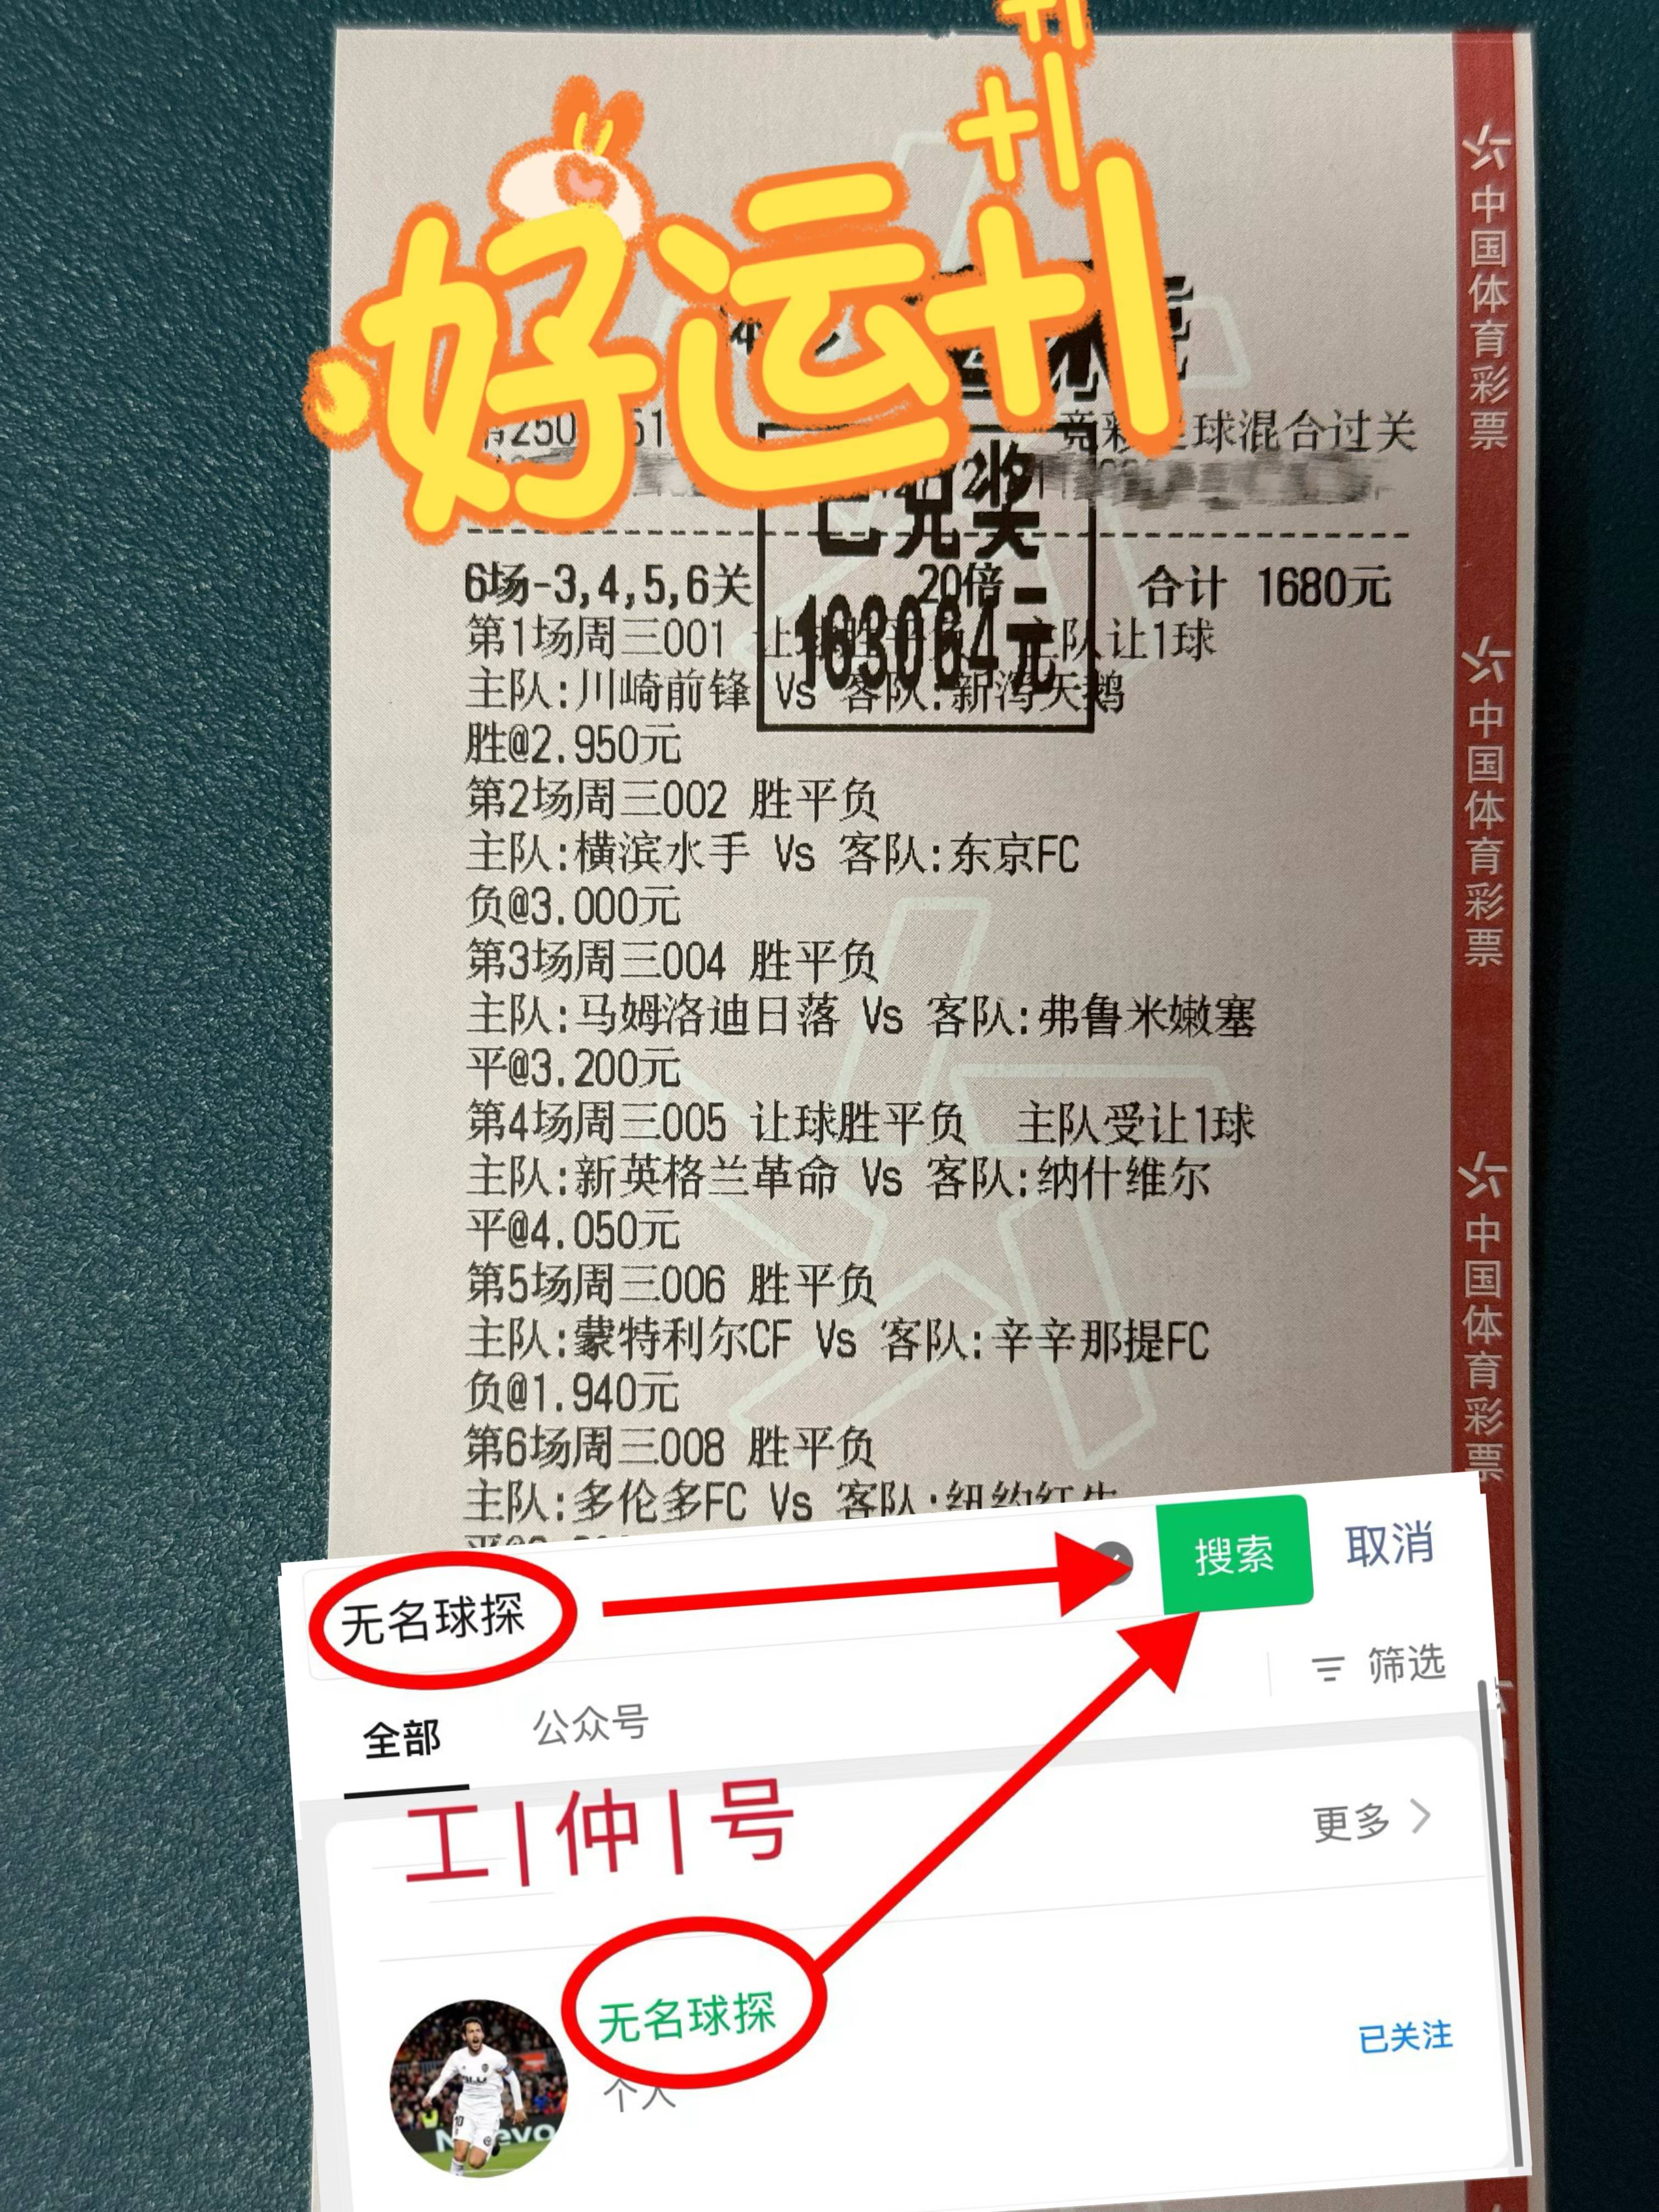 好运+1
+1
+1
竞彩足球混合过关
已兑奖
163064元
6场-3,4,5,6关 20倍 合计 1680元
第1场周三001 让球胜平负 主队让1球
主队:川崎前锋 Vs 客队:新泻天鹅
胜@2.950元
第2场周三002 胜平负
主队:横滨水手 Vs 客队:东京FC
负@3.000元
第3场周三004 胜平负
主队:马姆洛迪日落 Vs 客队:弗鲁米嫩塞
平@3.200元
第4场周三005 让球胜平负 主队受让1球
主队:新英格兰革命 Vs 客队:纳什维尔
平@4.050元
第5场周三006 胜平负
主队:蒙特利尔CF Vs 客队:辛辛那提FC
负@1.940元
第6场周三008 胜平负
主队:多伦多FC Vs 客队:纽约红牛
中国体育彩票
中国体育彩票
中国体育彩票
无名球探 搜索 取消
全部 公众号 筛选
工|仲|号 更多
无名球探 已关注
个人